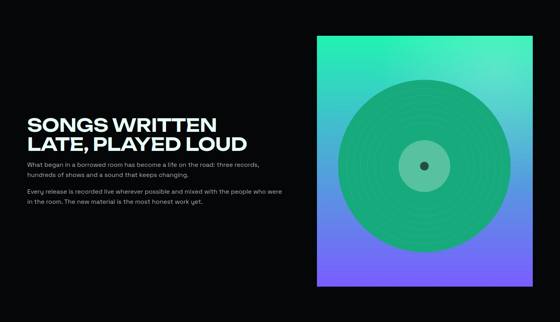 SONGS WRITTEN
LATE, PLAYED LOUD
What began in a borrowed room has become a life on the road: three records,
hundreds of shows and a sound that keeps changing.
Every release is recorded live wherever possible and mixed with the people who were
in the room. The new material is the most honest work yet.